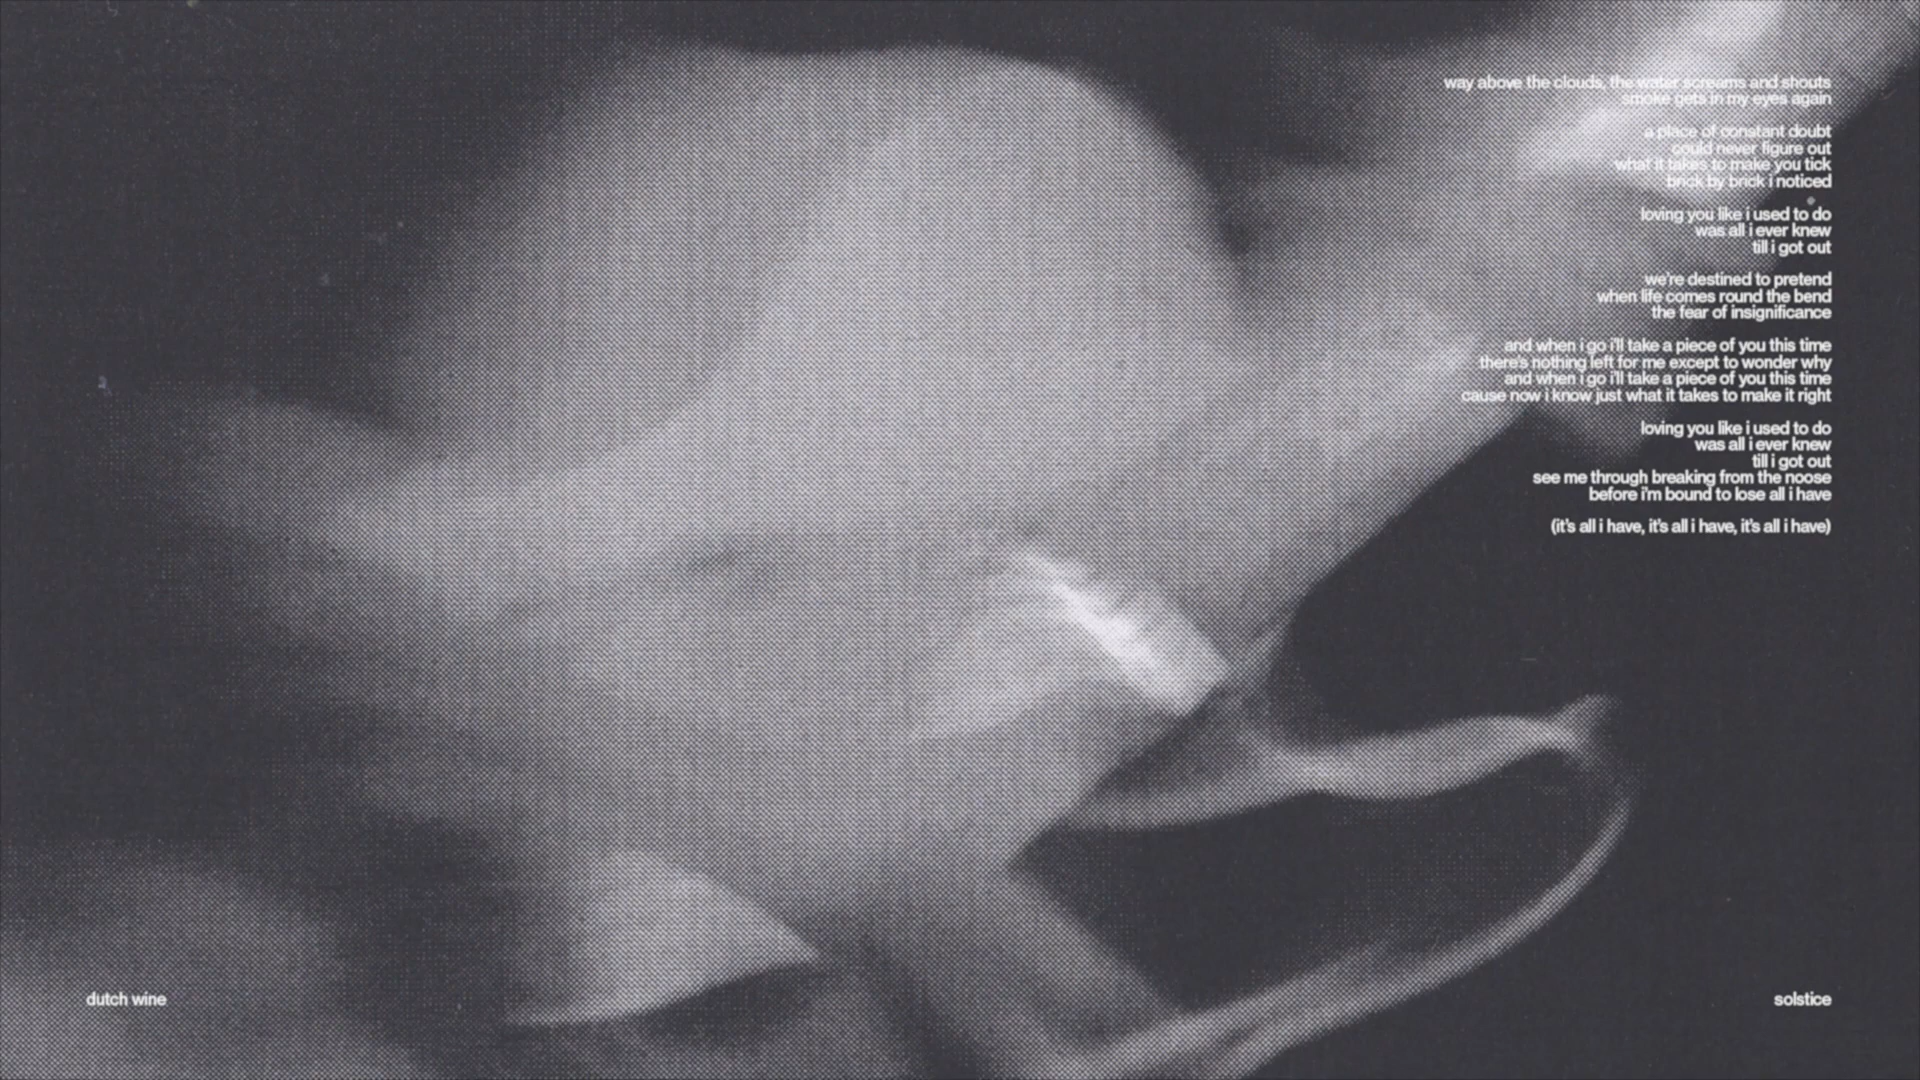 way above the clouds, the water screams and shouts
smoke gets in my eyes again
a place of constant doubt
could never figure out
what it takes to make you tick
brick by brick i noticed
loving you like i used to do
was all i ever knew
till i got out
we're destined to pretend
when life comes round the bend
the fear of insignificance
and when i go i'll take a piece of you this time
there's nothing left for me except to wonder why
and when i go i'll take a piece of you this time
cause now i know just what it takes to make it right
loving you like i used to do
was all i ever knew
till i got out
see me through breaking from the noose
before i'm bound to lose all i have
(it's all i have, it's all i have, it's all i have)
dutch wine
solstice